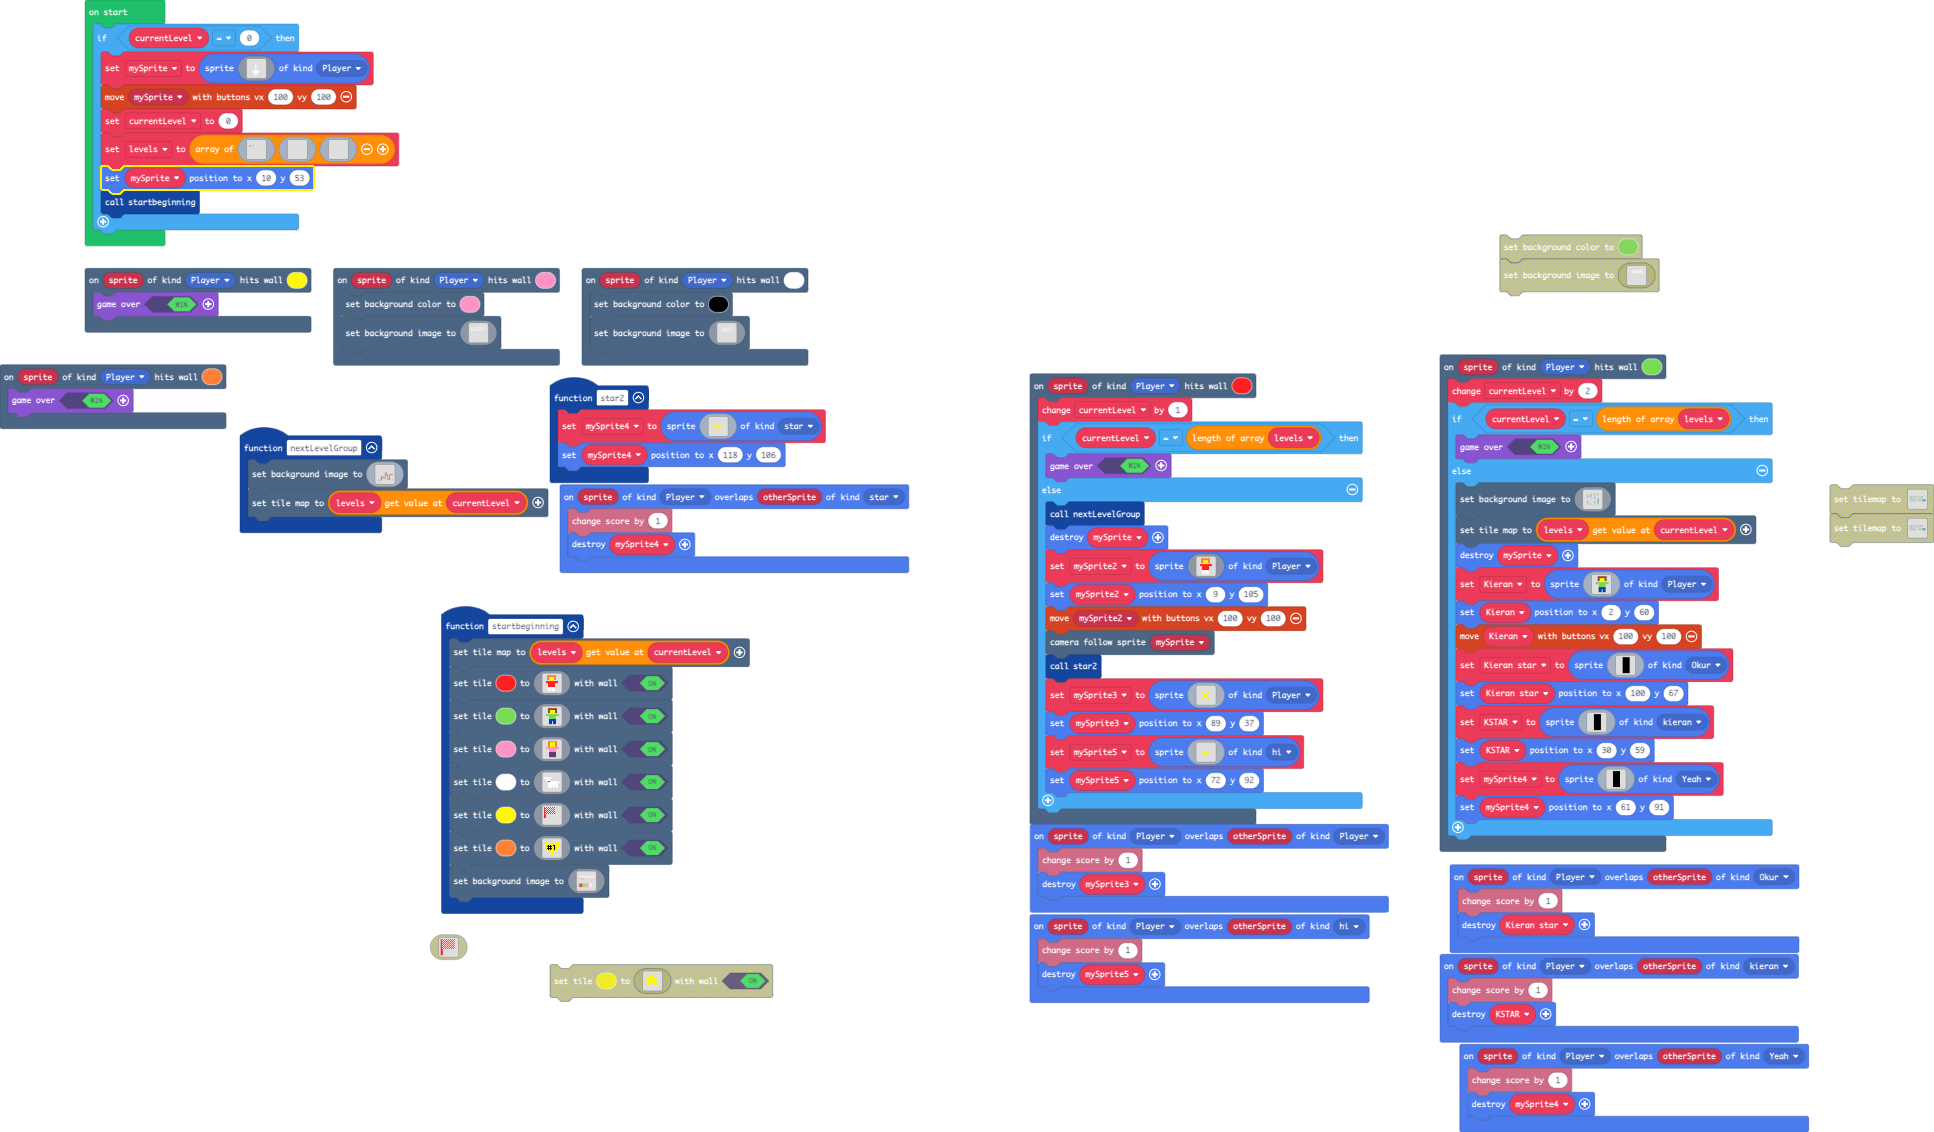 on start
if currentLevel = 0 then
set mySprite to sprite of kind Player
move mySprite with buttons vx 100 vy 100
set currentLevel to 0
set levels to array of
set mySprite position to x 10 y 53
call startbeginning
on sprite of kind Player hits wall
game over WIN
on sprite of kind Player hits wall
set background color to
set background image to
on sprite of kind Player hits wall
set background color to
set background image to
on sprite of kind Player hits wall
game over WIN
function nextLevelGroup
set background image to
set tile map to levels get value at currentLevel
function star2
set mySprite4 to sprite of kind star
set mySprite4 position to x 118 y 106
on sprite of kind Player overlaps otherSprite of kind star
change score by 1
destroy mySprite4
function startbeginning
set tile map to levels get value at currentLevel
set tile to with wall ON
set tile to with wall ON
set tile to with wall ON
set tile to with wall ON
set tile to with wall ON
set tile to #1 with wall ON
set background image to
set tile to with wall ON
on sprite of kind Player hits wall
change currentLevel by 1
if currentLevel = length of array levels then
game over WIN
else
call nextLevelGroup
destroy mySprite
set mySprite2 to sprite of kind Player
set mySprite2 position to x 9 y 105
move mySprite2 with buttons vx 100 vy 100
camera follow sprite mySprite
call star2
set mySprite3 to sprite of kind Player
set mySprite3 position to x 89 y 37
set mySprite5 to sprite of kind hi
set mySprite5 position to x 72 y 92
on sprite of kind Player overlaps otherSprite of kind Player
change score by 1
destroy mySprite3
on sprite of kind Player overlaps otherSprite of kind hi
change score by 1
destroy mySprite5
set background color to
set background image to
on sprite of kind Player hits wall
change currentLevel by 2
if currentLevel = length of array levels then
game over WIN
else
set background image to
set tile map to levels get value at currentLevel
destroy mySprite
set Kieran to sprite of kind Player
set Kieran position to x 2 y 60
move Kieran with buttons vx 100 vy 100
set Kieran star to sprite of kind Okur
set Kieran star position to x 100 y 67
set KSTAR to sprite of kind kieran
set KSTAR position to x 30 y 59
set mySprite4 to sprite of kind Yeah
set mySprite4 position to x 61 y 91
on sprite of kind Player overlaps otherSprite of kind Okur
change score by 1
destroy Kieran star
on sprite of kind Player overlaps otherSprite of kind kieran
change score by 1
destroy KSTAR
on sprite of kind Player overlaps otherSprite of kind Yeah
change score by 1
destroy mySprite4
set tilemap to
set tilemap to